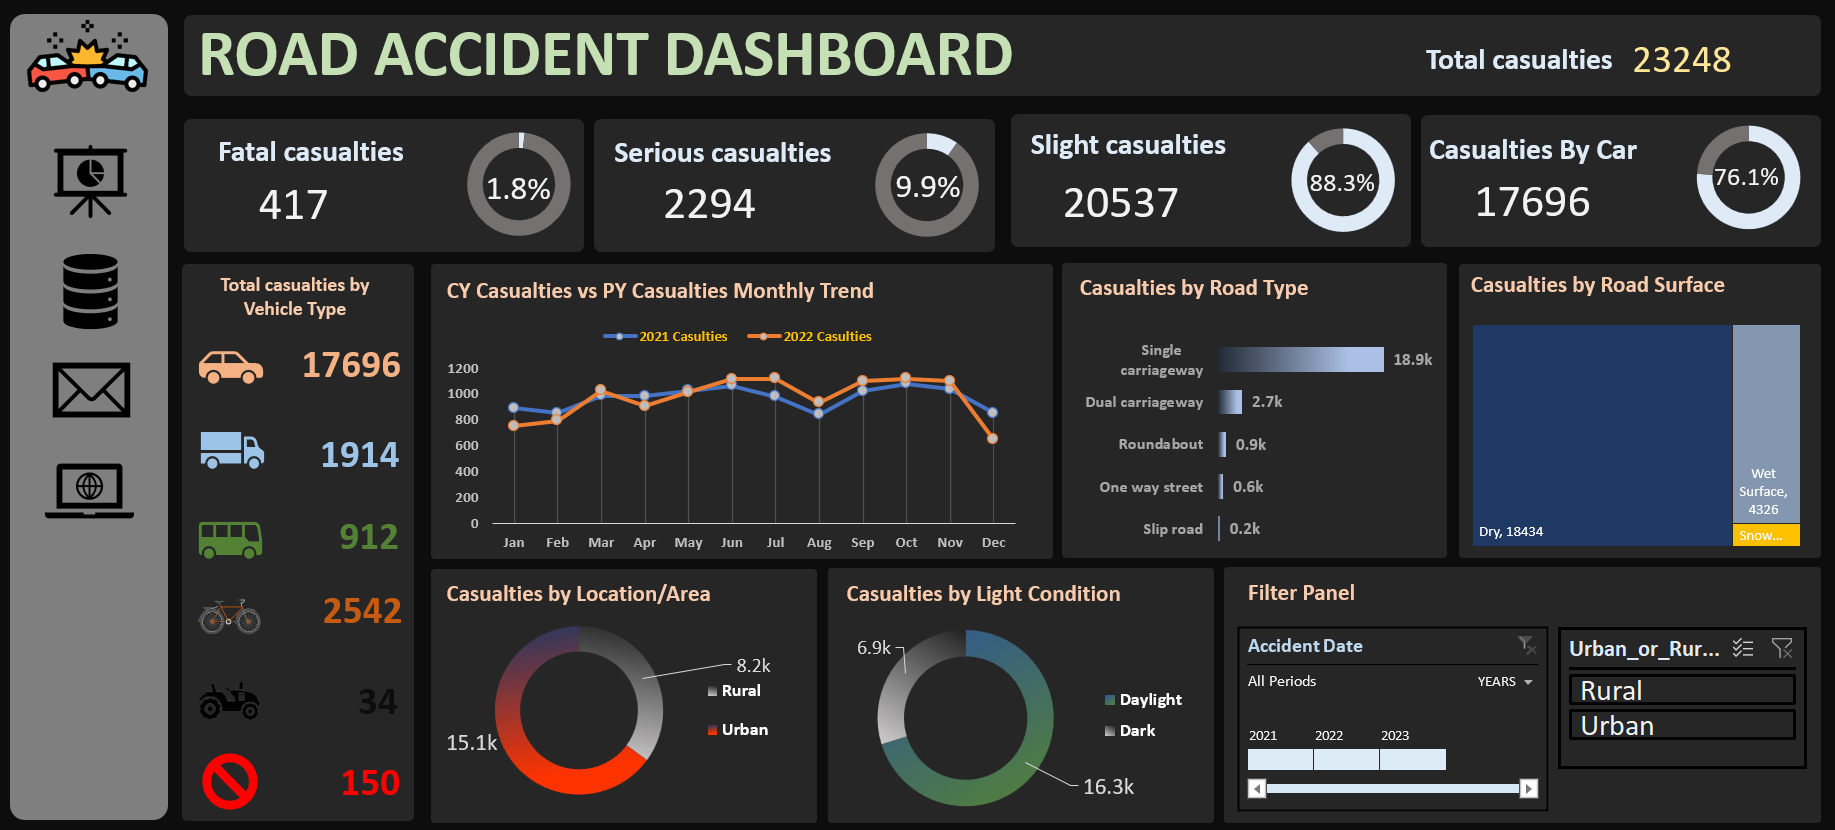 ROAD ACCIDENT DASHBOARD
Total casualties 23248
Fatal casualties
417
1.8%
Serious casualties
2294
9.9%
Slight casualties
20537
88.3%
Casualties By Car
17696
76.1%
Total casualties by
Vehicle Type
17696
1914
912
2542
34
150
CY Casualties vs PY Casualties Monthly Trend
2021 Casulties
2022 Casulties
1200
1000
800
600
400
200
0
Jan Feb Mar Apr May Jun Jul Aug Sep Oct Nov Dec
Casualties by Road Type
Single
carriageway
18.9k
Dual carriageway 2.7k
Roundabout 0.9k
One way street 0.6k
Slip road 0.2k
Casualties by Road Surface
Dry, 18434
Wet
Surface,
4326
Snow...
Casualties by Location/Area
8.2k
15.1k
Rural
Urban
Casualties by Light Condition
6.9k
16.3k
Daylight
Dark
Filter Panel
Accident Date
All Periods YEARS
2021 2022 2023
Urban_or_Rur...
Rural
Urban